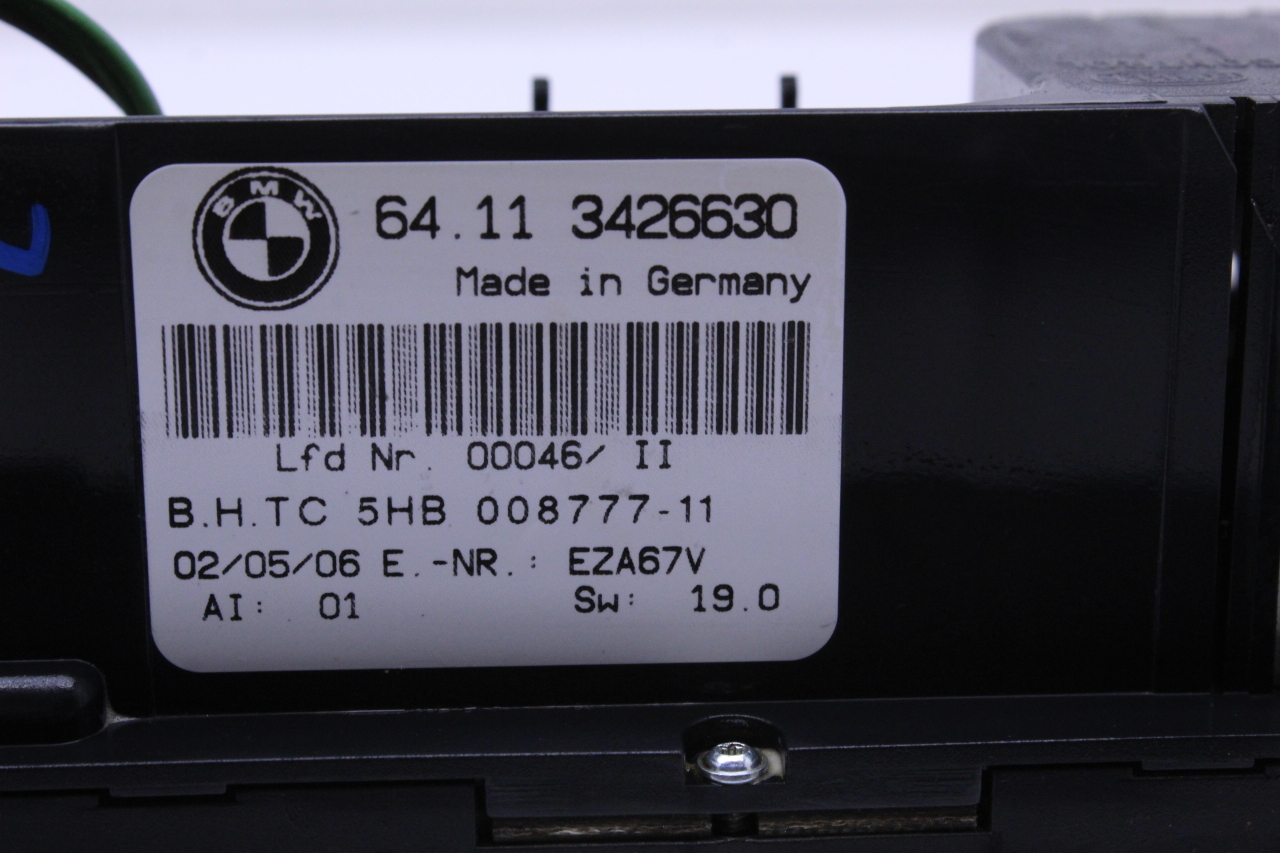 BMW
64.11 3426630
Made in Germany
Lfd Nr. 00046/ II
B.H.TC 5HB 008777-11
02/05/06 E.-NR.: EZA67V
AI: 01 Sw: 19.0